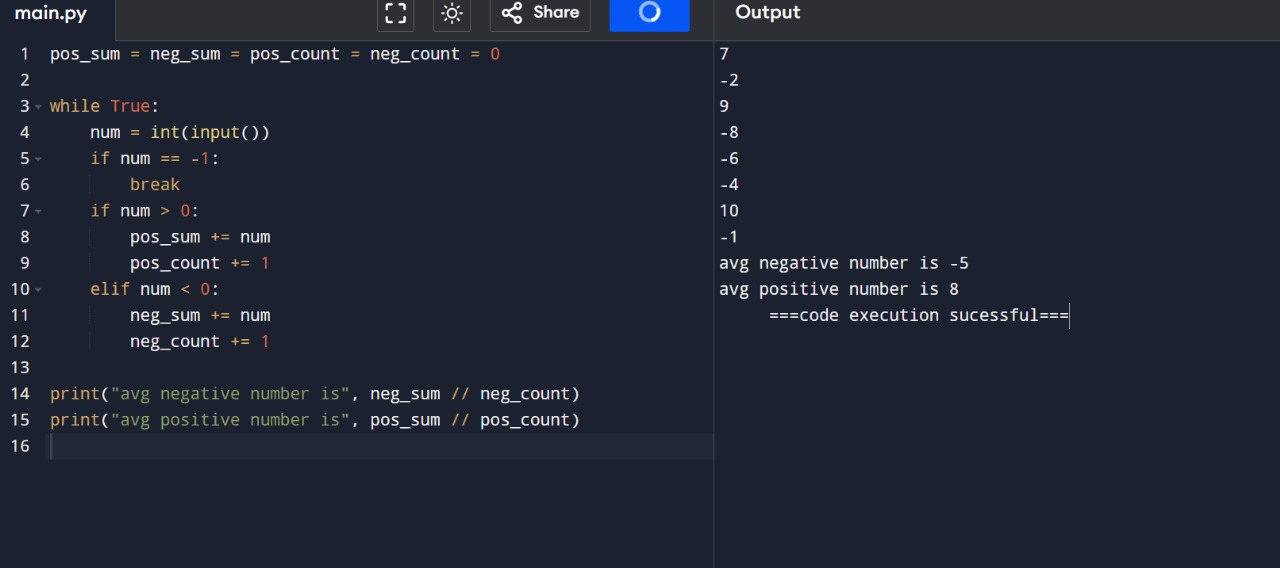 main.py Share Output
1 pos_sum = neg_sum = pos_count = neg_count = 0
2
3 while True:
4     num = int(input())
5     if num == -1:
6         break
7     if num > 0:
8         pos_sum += num
9         pos_count += 1
10     elif num < 0:
11         neg_sum += num
12         neg_count += 1
13
14 print("avg negative number is", neg_sum // neg_count)
15 print("avg positive number is", pos_sum // pos_count)
16
7
-2
9
-8
-6
-4
10
-1
avg negative number is -5
avg positive number is 8
===code execution sucessful===